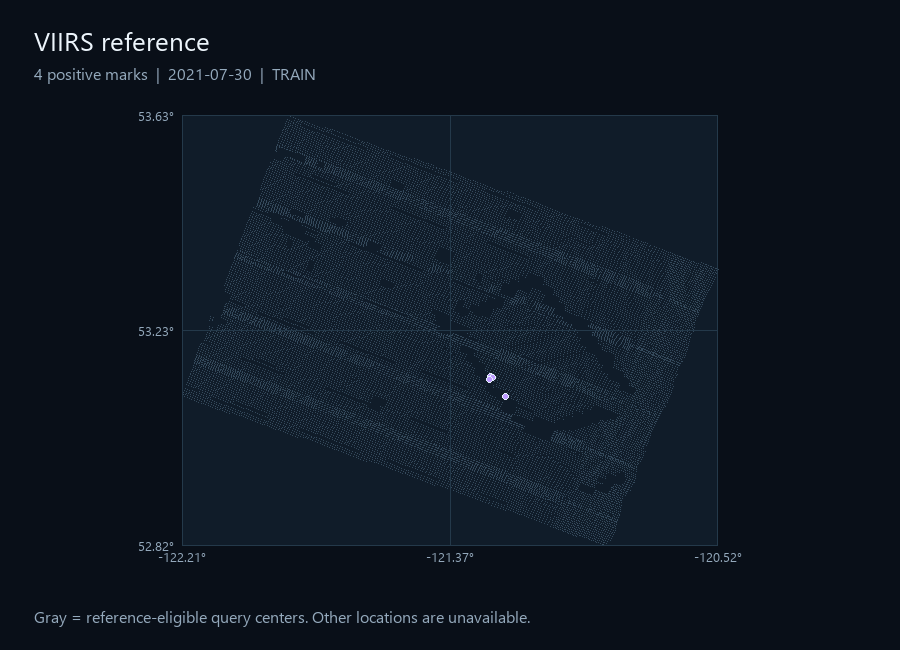 VIIRS reference
4 positive marks | 2021-07-30 | TRAIN
53.63°
53.23°
52.82°
-122.21°
-121.37°
-120.52°
Gray = reference-eligible query centers. Other locations are unavailable.